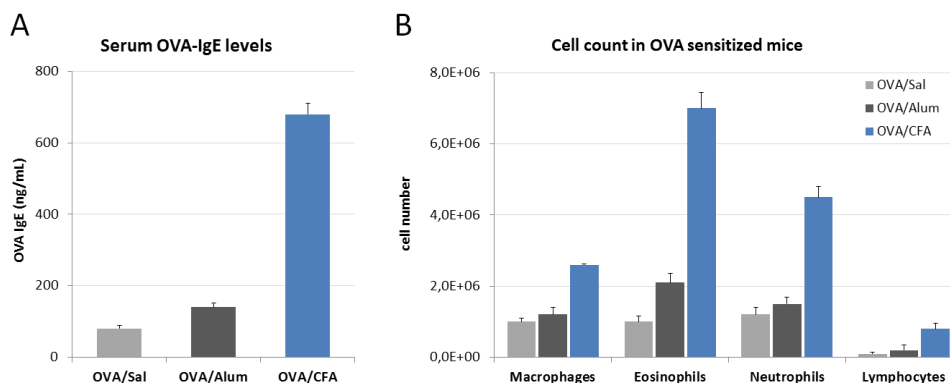 A
Serum OVA-IgE levels
OVA IgE (ng/mL)
800
600
400
200
0
OVA/Sal OVA/Alum OVA/CFA
B
Cell count in OVA sensitized mice
cell number
8,0E+06
6,0E+06
4,0E+06
2,0E+06
0,0E+00
OVA/Sal
OVA/Alum
OVA/CFA
Macrophages Eosinophils Neutrophils Lymphocytes